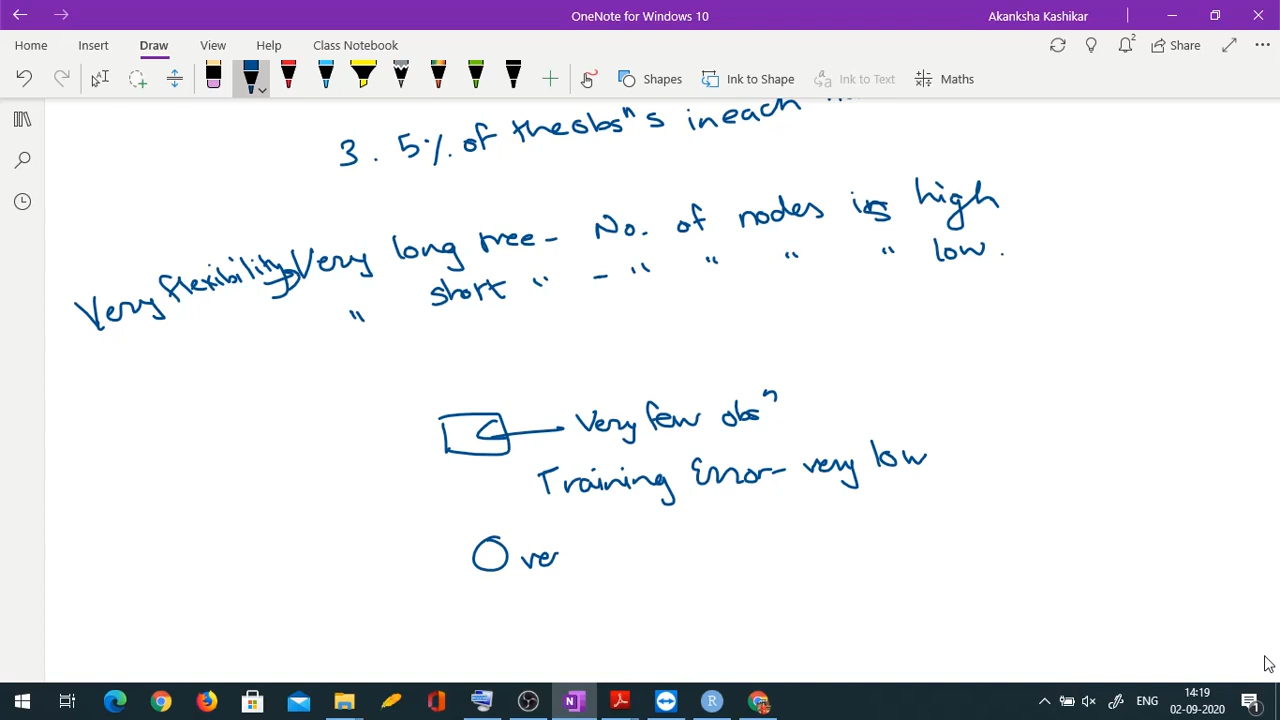 OneNote for Windows 10
Akanksha Kashikar
Home Insert Draw View Help Class Notebook
Share
Shapes Ink to Shape Ink to Text Maths
3. 5% of the obsⁿs in each
Very flexibility Very long tree - No. of nodes is high
" short " - " " " " low.
Very few obsⁿ
Training Error - very low
Over
ENG
14:19
02-09-2020